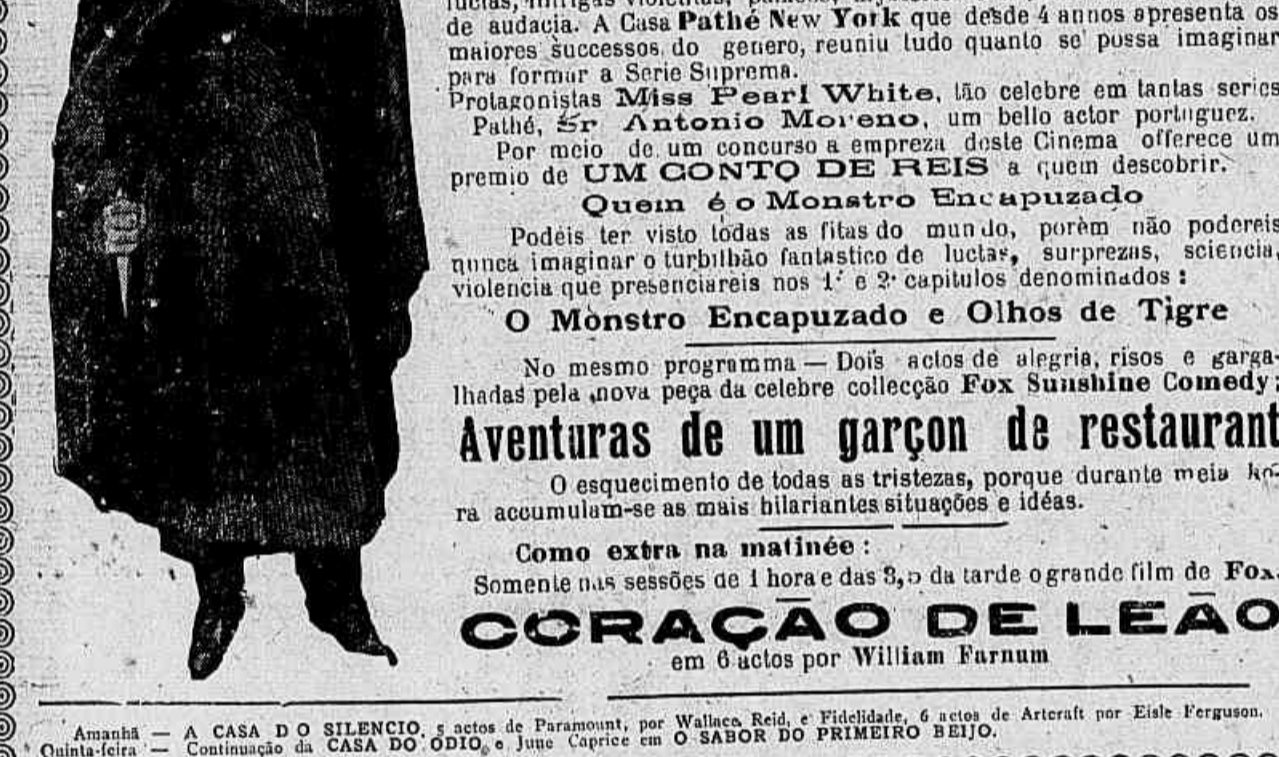 luctas, intrigas violentas,
de audacia. A Casa Pathé New York que desde 4 annos apresenta os
maiores successos do genero, reuniu tudo quanto se possa imaginar
para formar a Serie Suprema.
Protagonistas Miss Pearl White, tão celebre em tantas series
Pathé, Sr Antonio Moreno, um bello actor portuguez.
Por meio de um concurso a empreza deste Cinema offerece um
premio de UM CONTO DE REIS a quem descobrir.
Quem é o Monstro Encapuzado
Podeis ter visto todas as fitas do mundo, porèm não podereis
nunca imaginar o turbilhão fantastico de luctas, surprezas, sciencia,
violencia que presenciareis nos 1º e 2º capitulos denominados :
O Monstro Encapuzado e Olhos de Tigre
No mesmo programma — Dois actos de alegria, risos e garga-
lhadas pela nova peça da celebre collecção Fox Sunshine Comedy:
Aventuras de um garçon de restaurant
O esquecimento de todas as tristezas, porque durante meia ho-
ra accumulam-se as mais hilariantes situações e idéas.
Como extra na matinée :
Somente nas sessões de 1 hora e das 3,5 da tarde o grande film de Fox.
CORAÇÃO DE LEÃO
em 6 actos por William Farnum
Amanhã — A CASA DO SILENCIO, 5 actos de Paramount, por Wallace Reid, e Fidelidade, 6 actos de Artcraft por Eisle Ferguson.
Quinta-feira — Continuação da CASA DO ODIO, e June Caprice em O SABOR DO PRIMEIRO BEIJO.